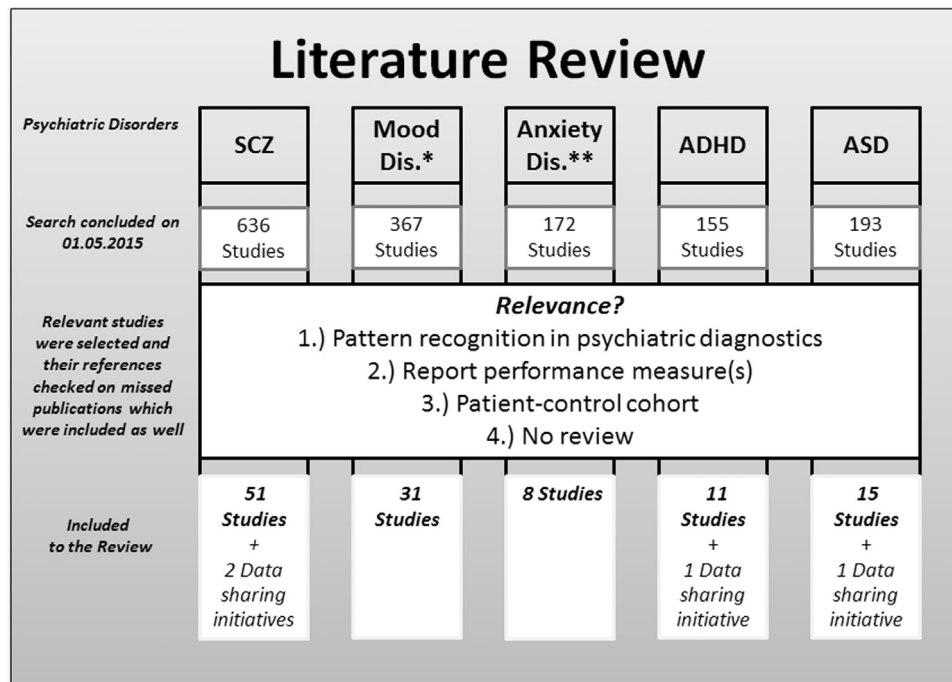 Literature Review
Psychiatric Disorders
SCZ
Mood
Dis.*
Anxiety
Dis.**
ADHD
ASD
Search concluded on
01.05.2015
636
Studies
367
Studies
172
Studies
155
Studies
193
Studies
Relevant studies
were selected and
their references
checked on missed
publications which
were included as well
Relevance?
1.) Pattern recognition in psychiatric diagnostics
2.) Report performance measure(s)
3.) Patient-control cohort
4.) No review
Included
to the Review
51
Studies
+
2 Data
sharing
initiatives
31
Studies
8 Studies
11
Studies
+
1 Data
sharing
initiative
15
Studies
+
1 Data
sharing
initiative